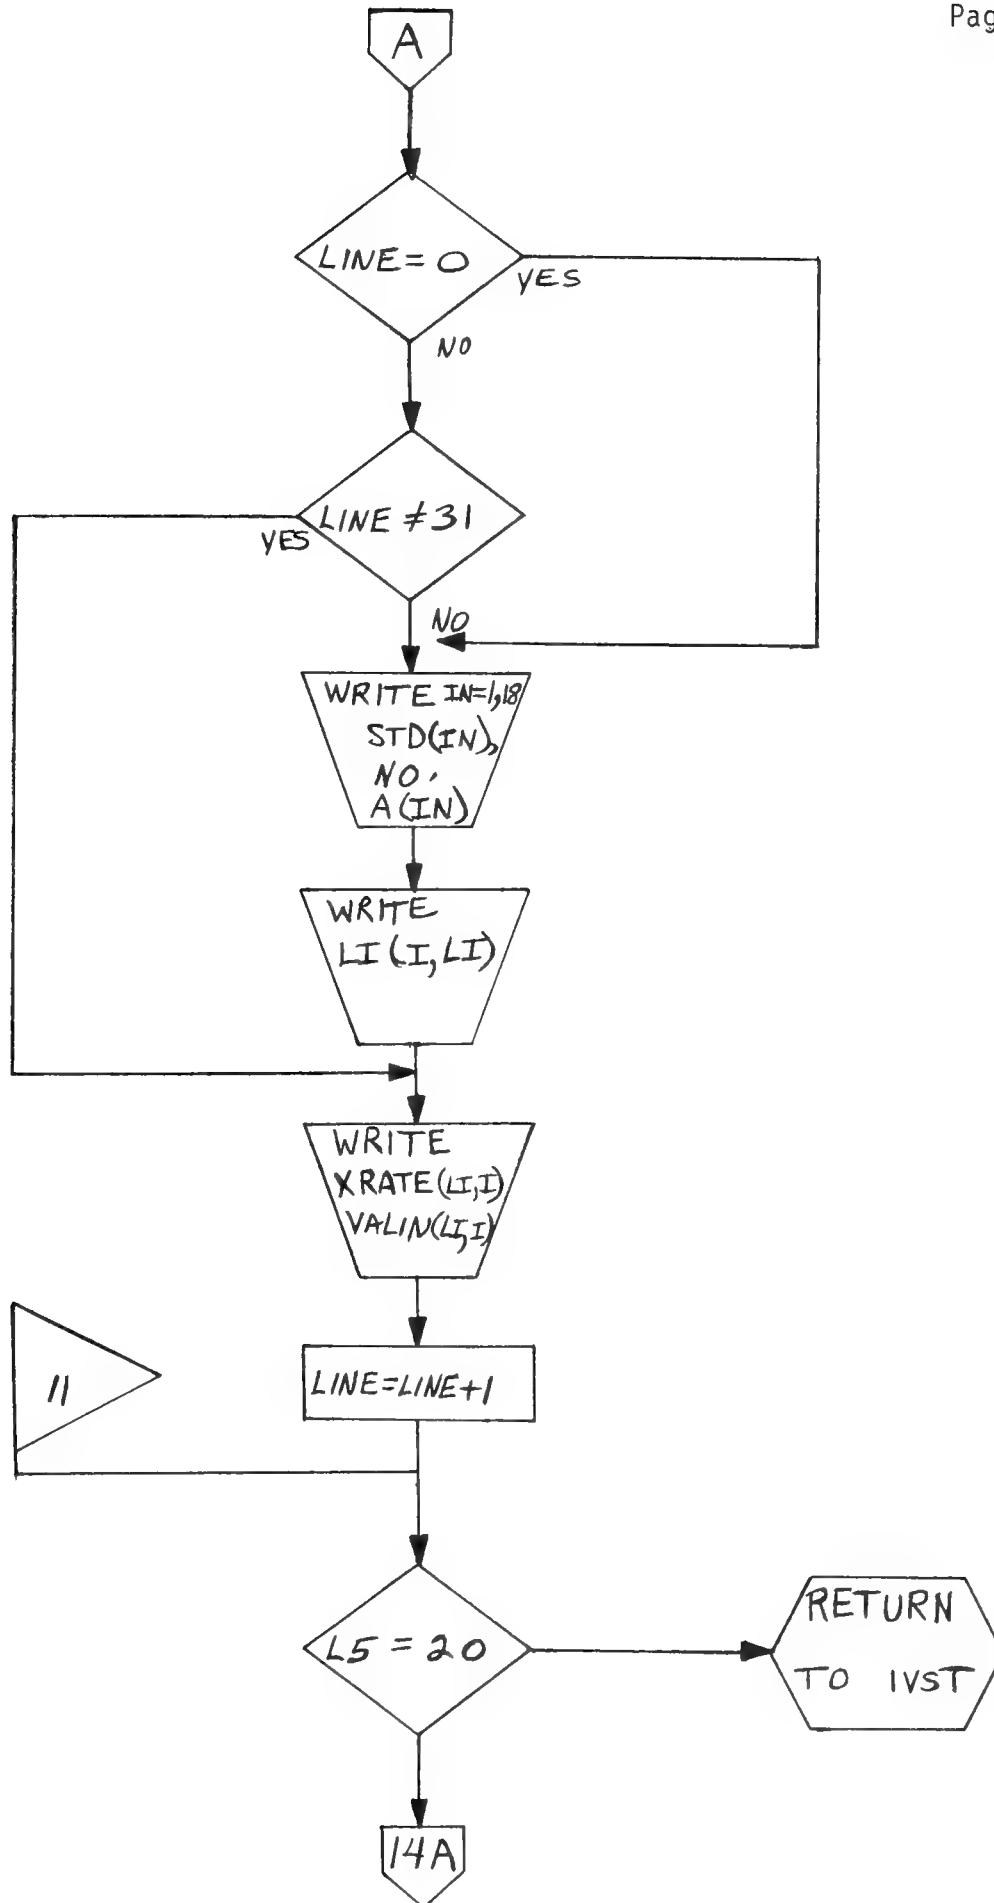 Pag
A
LINE = 0
YES
NO
LINE ≠ 31
YES
NO
WRITE IN=1,18
STD(IN),
NO.
A(IN)
WRITE
LI(I,LI)
WRITE
XRATE(LI,I)
VALIN(LI,I)
LINE=LINE+1
11
L5 = 20
RETURN
TO IVST
14A